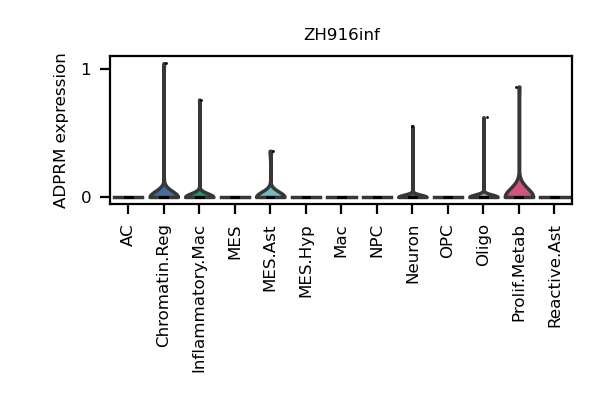 ZH916inf
ADPRM expression
1
0
AC
Chromatin.Reg
Inflammatory.Mac
MES
MES.Ast
MES.Hyp
Mac
NPC
Neuron
OPC
Oligo
Prolif.Metab
Reactive.Ast